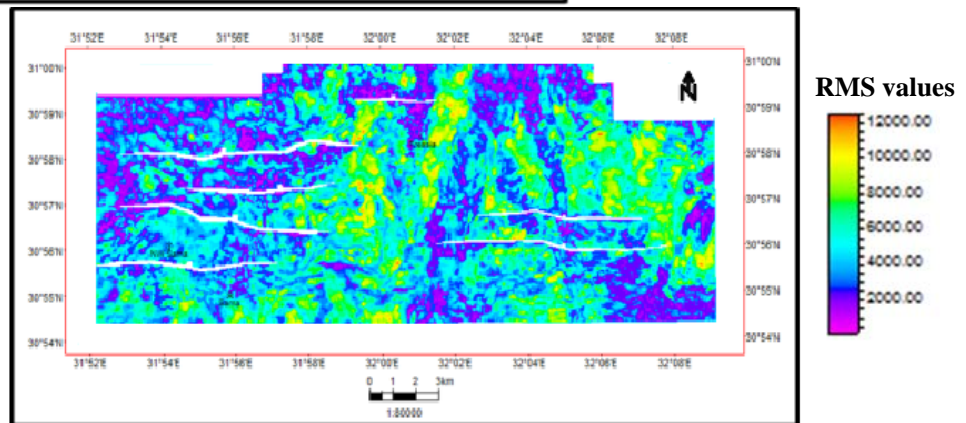 31°52'E 31°54'E 31°56'E 31°58'E 32°00'E 32°02'E 32°04'E 32°06'E 32°08'E
31°00'N 31°00'N
N
30°59'N 30°59'N
30°58'N 30°58'N
30°57'N 30°57'N
30°56'N 30°56'N
30°55'N 30°55'N
30°54'N 30°54'N
31°52'E 31°54'E 31°56'E 31°58'E 32°00'E 32°02'E 32°04'E 32°06'E 32°08'E
0 1 2 3km
1:80000
RMS values
12000.00
10000.00
8000.00
6000.00
4000.00
2000.00